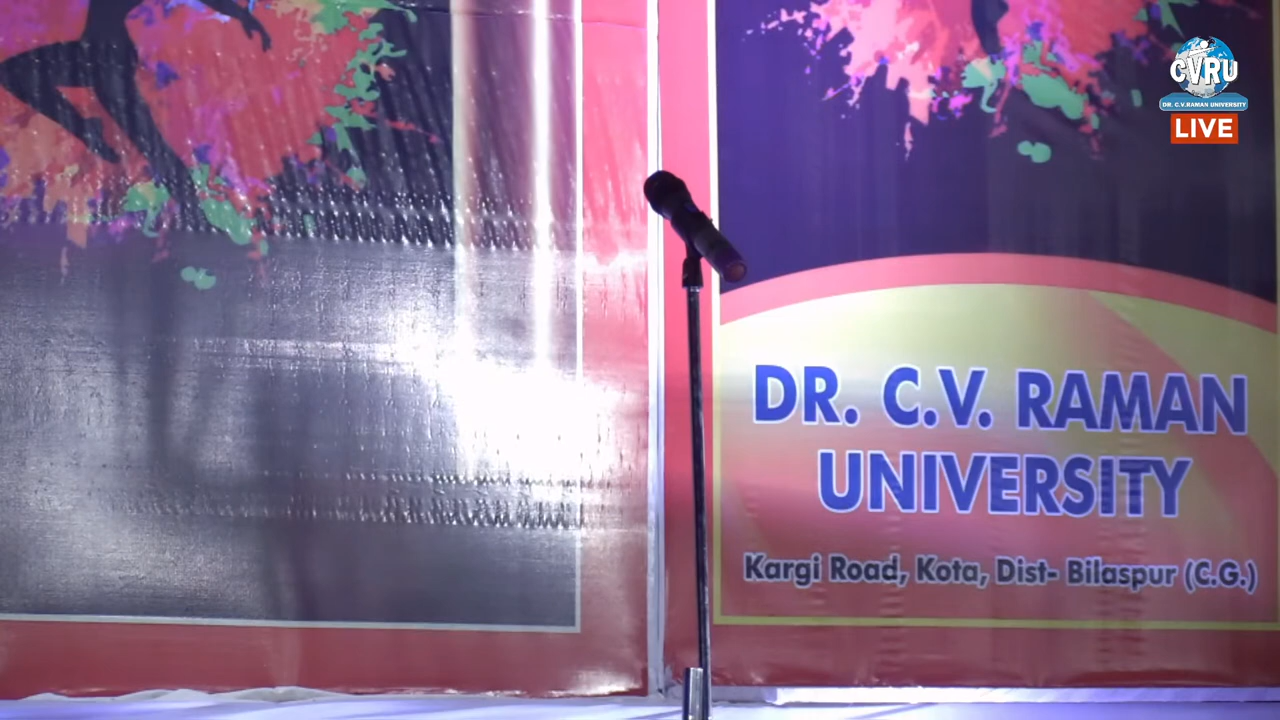 CVRU
DR. C.V.RAMAN UNIVERSITY
LIVE
DR. C.V. RAMAN
UNIVERSITY
Kargi Road, Kota, Dist- Bilaspur (C.G.)